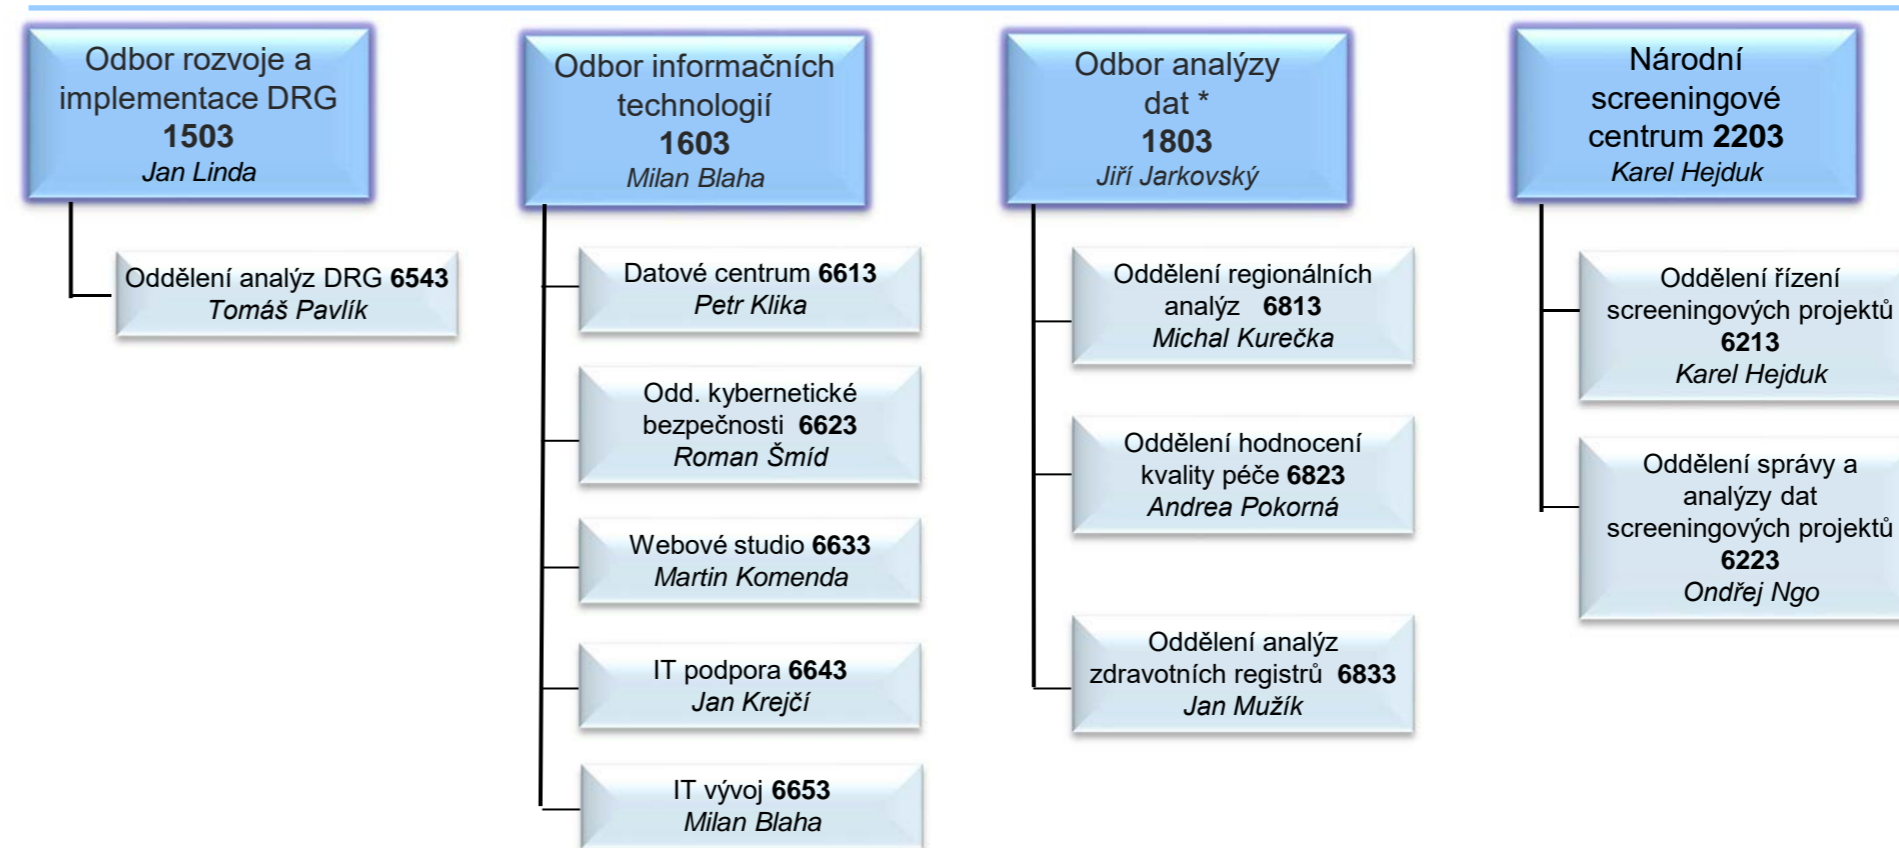 Odbor rozvoje a
implementace DRG
1503
Jan Linda
Oddělení analýz DRG 6543
Tomáš Pavlík
Odbor informačních
technologií
1603
Milan Blaha
Datové centrum 6613
Petr Klika
Odd. kybernetické
bezpečnosti 6623
Roman Šmíd
Webové studio 6633
Martin Komenda
IT podpora 6643
Jan Krejčí
IT vývoj 6653
Milan Blaha
Odbor analýzy
dat *
1803
Jiří Jarkovský
Oddělení regionálních
analýz 6813
Michal Kurečka
Oddělení hodnocení
kvality péče 6823
Andrea Pokorná
Oddělení analýz
zdravotních registrů 6833
Jan Mužík
Národní
screeningové
centrum 2203
Karel Hejduk
Oddělení řízení
screeningových projektů
6213
Karel Hejduk
Oddělení správy a
analýzy dat
screeningových projektů
6223
Ondřej Ngo